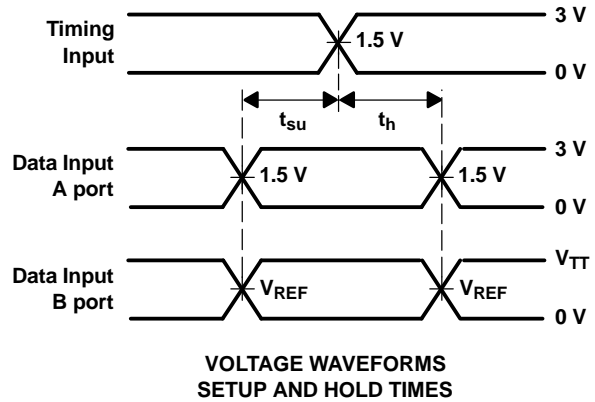 Timing
Input
3 V
1.5 V
0 V
tsu
th
Data Input
A port
3 V
1.5 V
1.5 V
0 V
Data Input
B port
VTT
VREF
VREF
0 V
VOLTAGE WAVEFORMS
SETUP AND HOLD TIMES